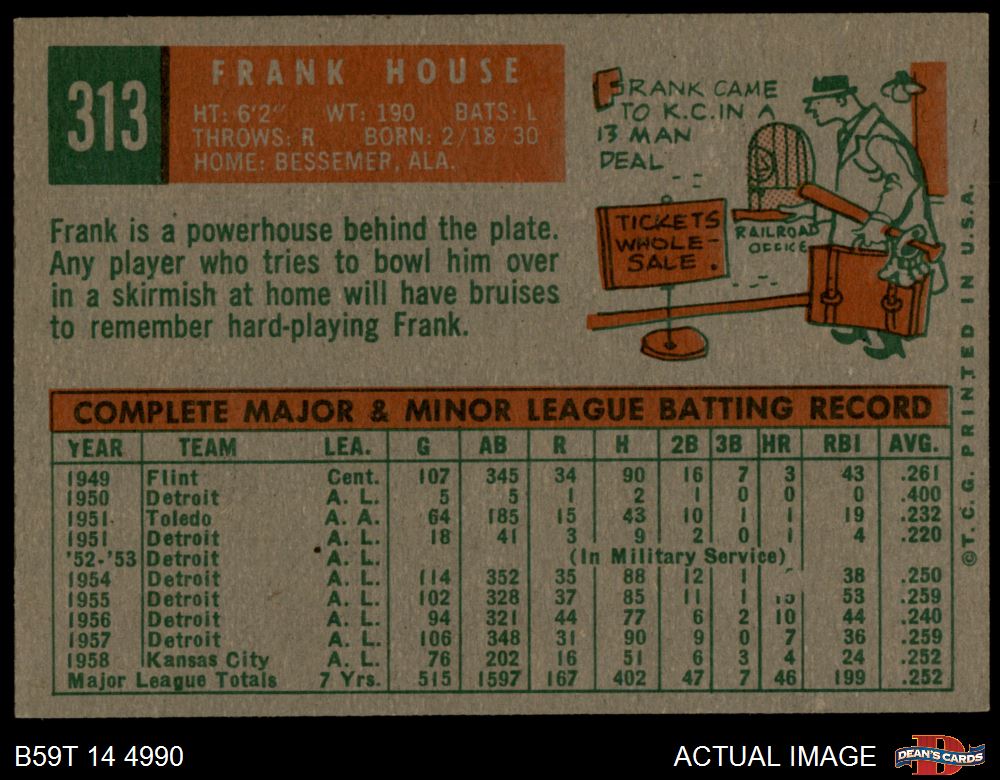 313
FRANK HOUSE
HT: 6'2" WT: 190 BATS: L
THROWS: R BORN: 2/18/30
HOME: BESSEMER, ALA.
Frank is a powerhouse behind the plate.
Any player who tries to bowl him over
in a skirmish at home will have bruises
to remember hard-playing Frank.
FRANK CAME
TO K.C. IN A
13 MAN
DEAL
TICKETS
WHOLE-
SALE.
RAILROAD
OFFICE
COMPLETE MAJOR & MINOR LEAGUE BATTING RECORD
YEAR TEAM LEA. G AB R H 2B 3B HR RBI AVG.
1949 Flint Cent. 107 345 34 90 16 7 3 43 .261
1950 Detroit A. L. 5 5 1 2 1 0 0 0 .400
1951 Toledo A. A. 64 185 15 43 10 1 1 19 .232
1951 Detroit A. L. 18 41 3 9 2 0 1 4 .220
'52-'53 Detroit A. L. (In Military Service)
1954 Detroit A. L. 114 352 35 88 12 1 38 .250
1955 Detroit A. L. 102 328 37 85 11 1 53 .259
1956 Detroit A. L. 94 321 44 77 6 2 10 44 .240
1957 Detroit A. L. 106 348 31 90 9 0 7 36 .259
1958 Kansas City A. L. 76 202 16 51 6 3 4 24 .252
Major League Totals 7 Yrs. 515 1597 167 402 47 7 46 199 .252
©T.C.G. PRINTED IN U.S.A.
B59T 14 4990
ACTUAL IMAGE
DEAN'S CARDS